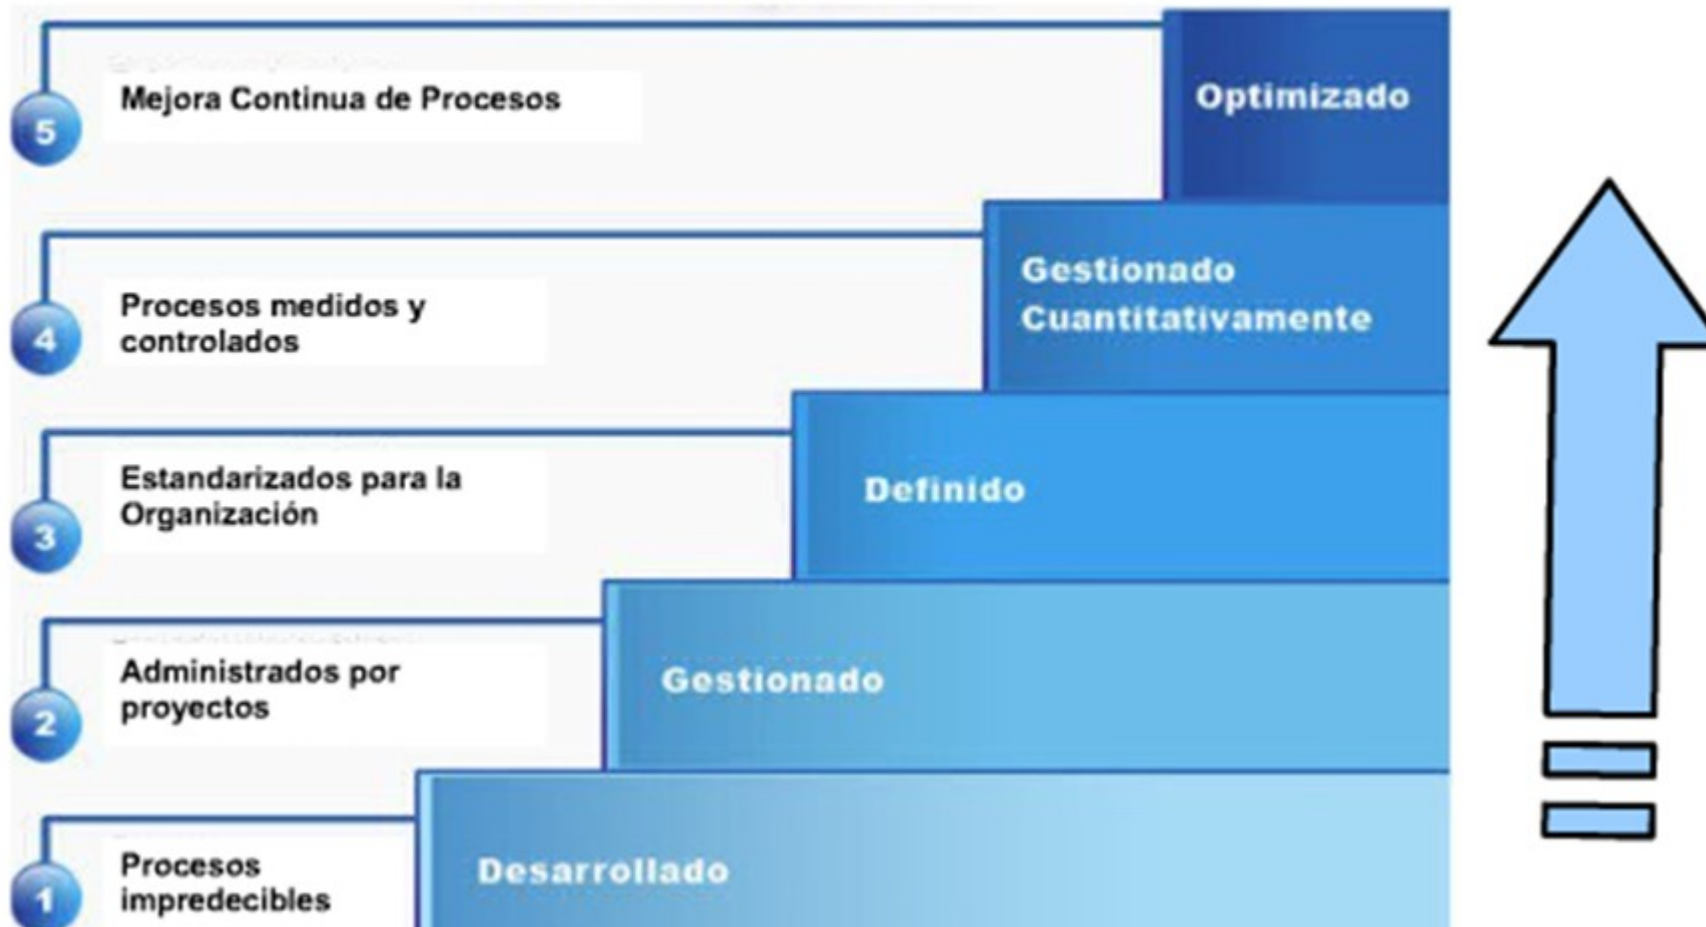 5
Mejora Continua de Procesos
Optimizado
4
Procesos medidos y
controlados
Gestionado
Cuantitativamente
3
Estandarizados para la
Organización
Definido
2
Administrados por
proyectos
Gestionado
1
Procesos
impredecibles
Desarrollado